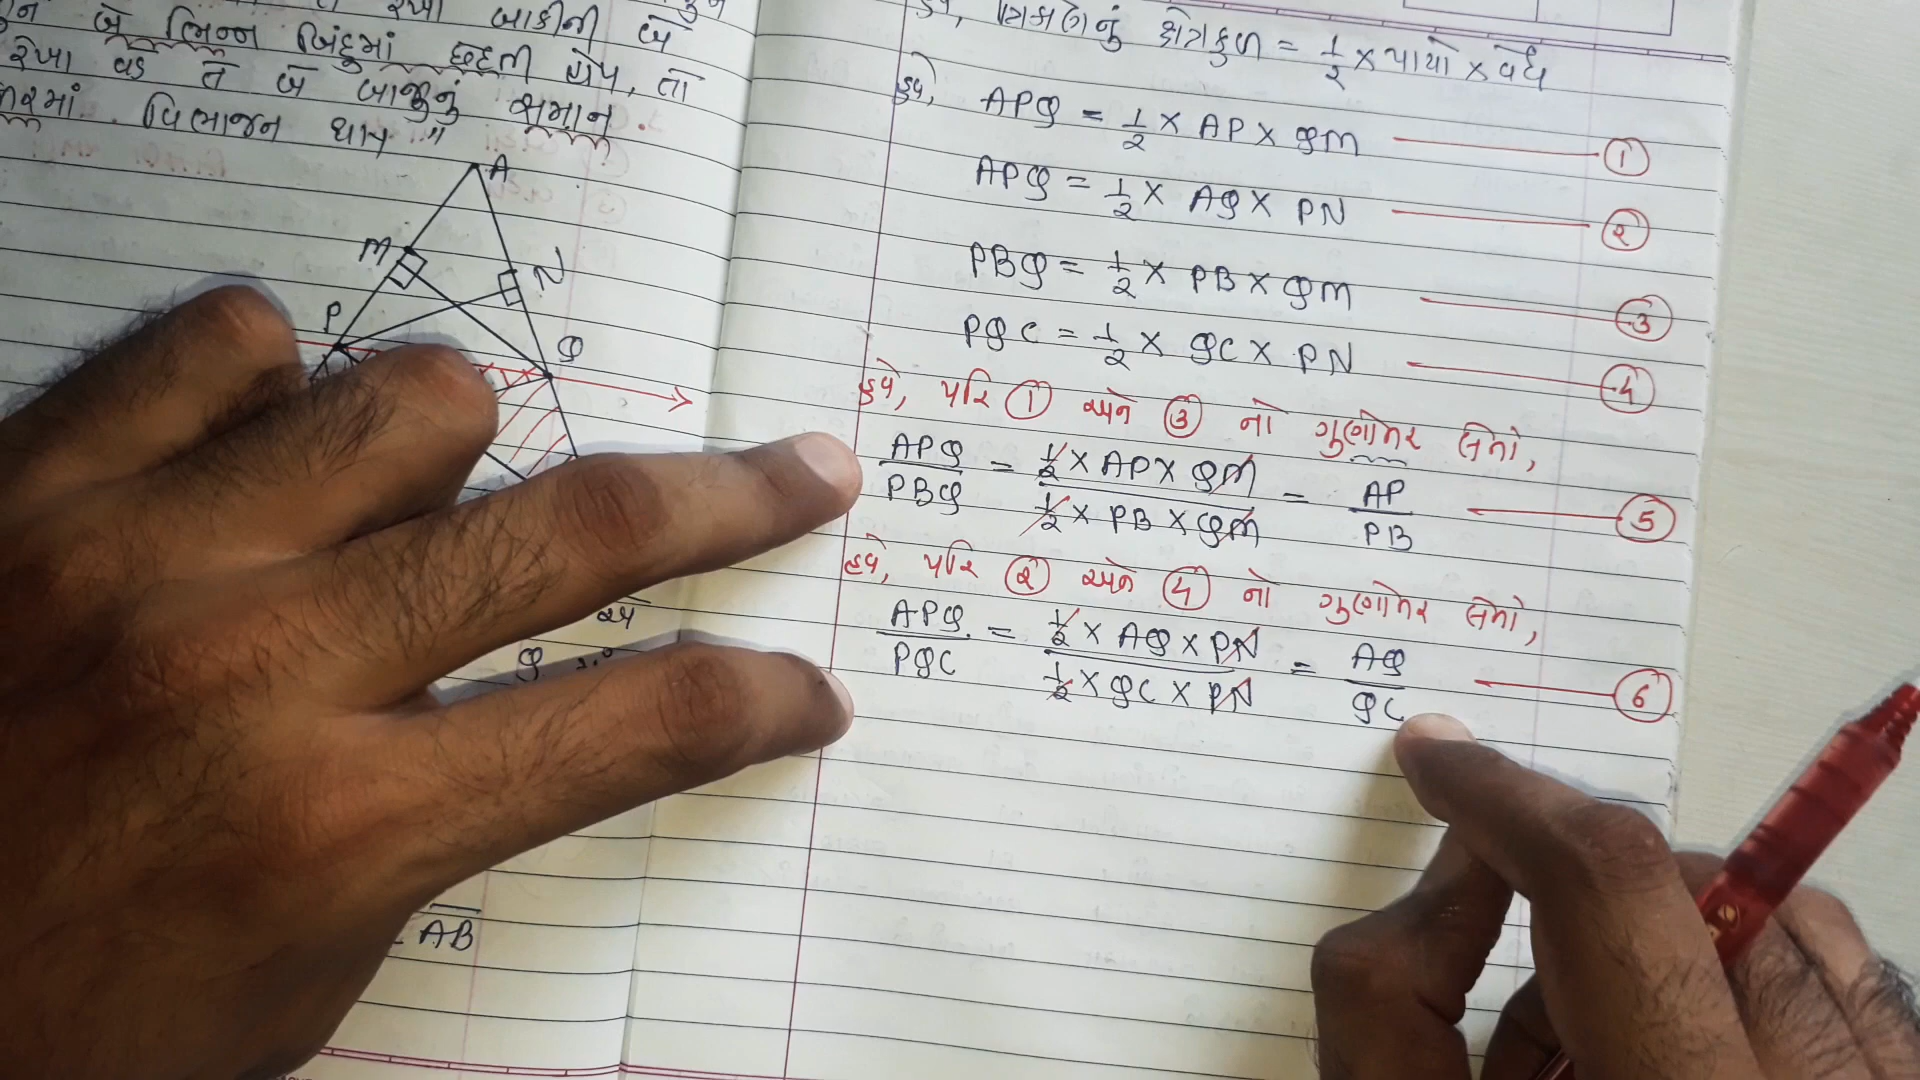 રેખા બાકીની બે
બે ભિન્ન બિંદુમાં છેદતી હોય, તો
રેખા વડે તે બે બાજુનું સમાન
વિભાજન થાય "
A
M
N
P
Q
Q
AB
હવે, ત્રિકોણનું ક્ષેત્રફળ = 1/2 × પાયો × વેધ
હવે, APQ = 1/2 × AP × QM ——— ①
APQ = 1/2 × AQ × PN ——— ②
PBQ = 1/2 × PB × QM ——— ③
PQC = 1/2 × QC × PN ——— ④
હવે, પરિ ① અને ③ નો ગુણોત્તર લેતાં,
APQ/PBQ = (1/2 × AP × QM)/(1/2 × PB × QM) = AP/PB ——— ⑤
હવે, પરિ ② અને ④ નો ગુણોત્તર લેતાં,
APQ/PQC = (1/2 × AQ × PN)/(1/2 × QC × PN) = AQ/QC ——— ⑥